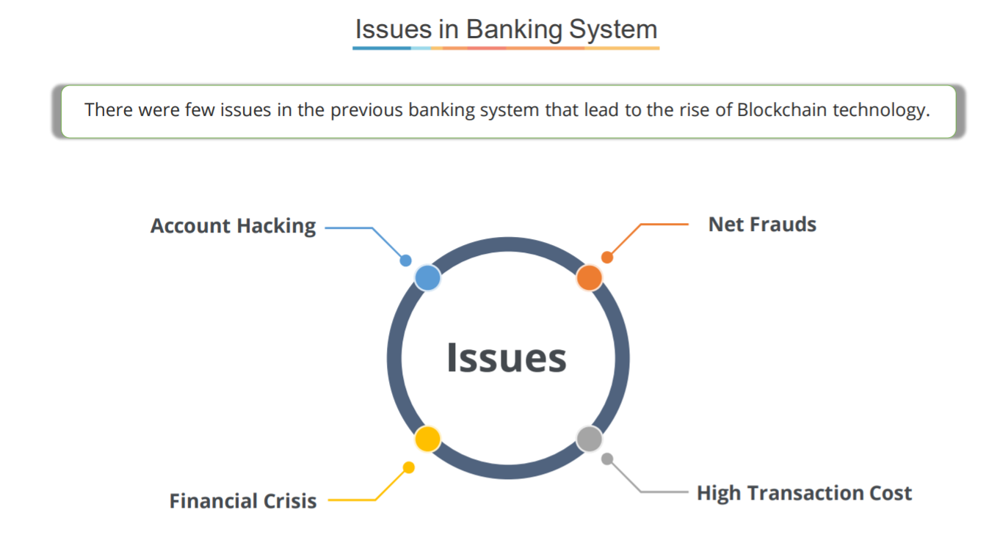 Issues in Banking System
There were few issues in the previous banking system that lead to the rise of Blockchain technology.
Account Hacking
Net Frauds
Issues
Financial Crisis
High Transaction Cost